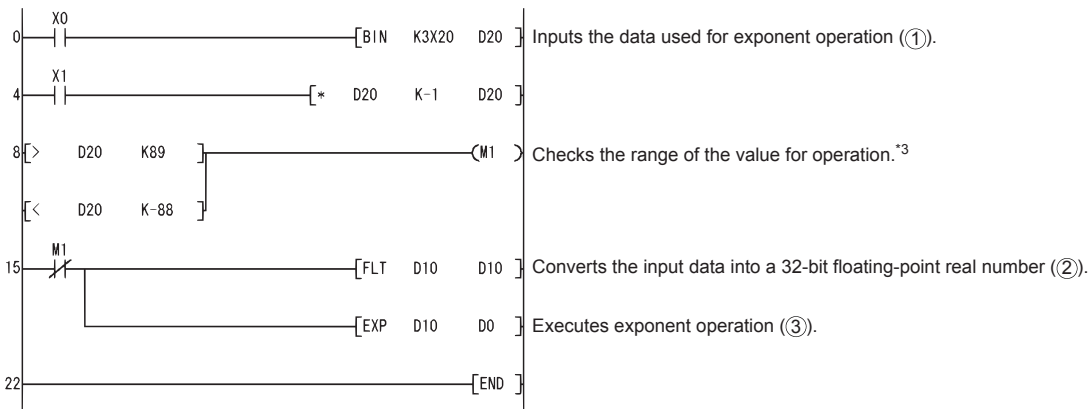 X0
0 [BIN K3X20 D20] Inputs the data used for exponent operation (①).
X1
4 [* D20 K-1 D20]
8 [> D20 K89] (M1) Checks the range of the value for operation.*3
[< D20 K-88]
M1
15 [FLT D10 D10] Converts the input data into a 32-bit floating-point real number (②).
[EXP D10 D0] Executes exponent operation (③).
22 [END]